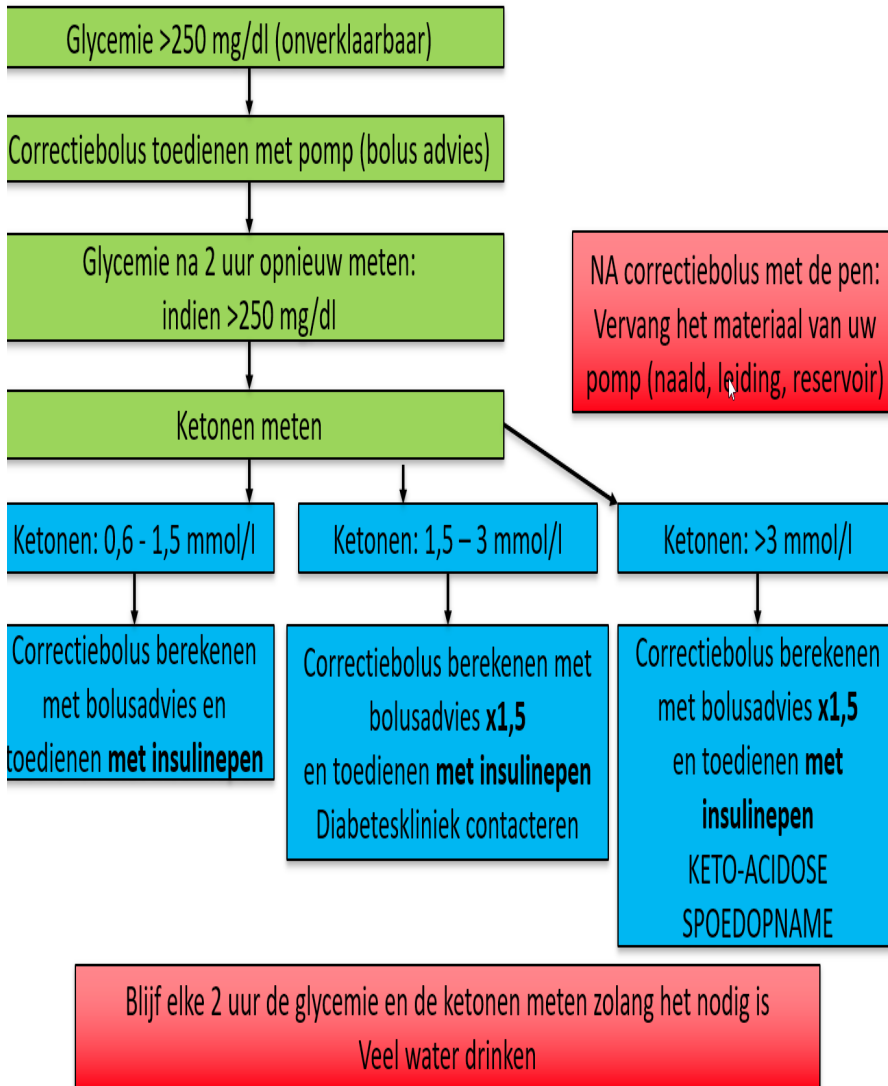 Glycemie >250 mg/dl (onverklaarbaar)
Correctiebolus toedienen met pomp (bolus advies)
Glycemie na 2 uur opnieuw meten:
indien >250 mg/dl
NA correctiebolus met de pen:
Vervang het materiaal van uw
pomp (naald, leiding, reservoir)
Ketonen meten
Ketonen: 0,6 - 1,5 mmol/l
Correctiebolus berekenen
met bolusadvies en
toedienen met insulinepen
Ketonen: 1,5 – 3 mmol/l
Correctiebolus berekenen met
bolusadvies x1,5
en toedienen met insulinepen
Diabeteskliniek contacteren
Ketonen: >3 mmol/l
Correctiebolus berekenen
met bolusadvies x1,5
en toedienen met
insulinepen
KETO-ACIDOSE
SPOEDOPNAME
Blijf elke 2 uur de glycemie en de ketonen meten zolang het nodig is
Veel water drinken